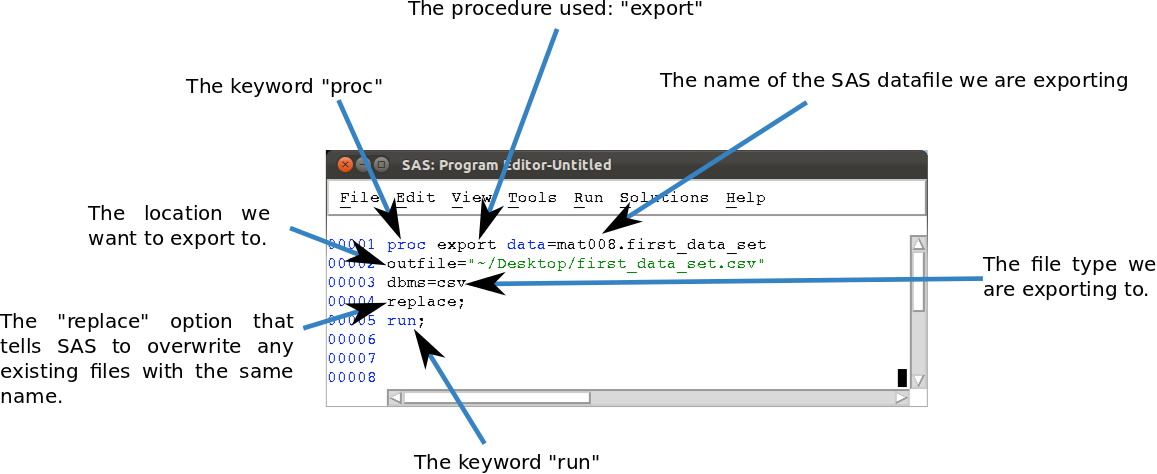 The procedure used: "export"
The keyword "proc"
The name of the SAS datafile we are exporting
SAS: Program Editor-Untitled
File Edit View Tools Run Solutions Help
The location we
want to export to.
00001 proc export data=mat008.first_data_set
00002 outfile="~/Desktop/first_data_set.csv"
00003 dbms=csv
00004 replace;
00005 run;
00006
00007
00008
The file type we
are exporting to.
The "replace" option that
tells SAS to overwrite any
existing files with the same
name.
The keyword "run"